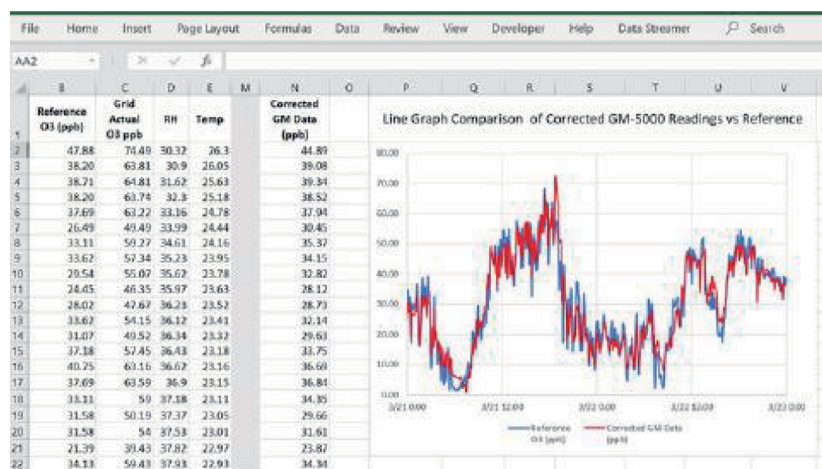 File Home Insert Page Layout Formulas Data Review View Developer Help Data Streamer Search
AA2 fx
B C D E M N O P Q R S T U V
1 Reference O3 (ppb) Grid Actual O3 ppb RH Temp Corrected GM Data (ppb)
2 47.88 74.49 30.32 26.3 44.89
3 38.20 63.81 30.9 26.05 39.08
4 38.71 64.81 31.62 25.63 39.34
5 38.20 63.74 32.3 25.18 38.52
6 37.69 63.22 33.16 24.78 37.94
7 26.49 49.49 33.99 24.44 30.45
8 33.11 59.27 34.61 24.16 35.37
9 33.62 57.34 35.23 23.95 34.15
10 29.54 55.07 35.62 23.78 32.82
11 24.45 46.35 35.97 23.63 28.12
12 28.02 47.67 36.23 23.52 28.73
13 33.62 54.15 36.12 23.41 32.14
14 31.07 49.52 36.34 23.32 29.63
15 37.18 57.45 36.43 23.18 33.75
16 40.75 63.16 36.62 23.16 36.69
17 37.69 63.59 36.9 23.15 36.84
18 33.11 59 37.18 23.11 34.35
19 31.58 50.19 37.37 23.05 29.66
20 31.58 54 37.53 23.01 31.61
21 21.39 39.43 37.82 22.97 23.87
22 34.13 59.43 37.93 22.93 34.34
Line Graph Comparison of Corrected GM-5000 Readings vs Reference
80.00
70.00
60.00
50.00
40.00
30.00
20.00
10.00
0.00
3/21 0:00 3/21 12:00 3/22 0:00 3/22 12:00 3/23 0:00
Reference O3 (ppb) Corrected GM Data (ppb)